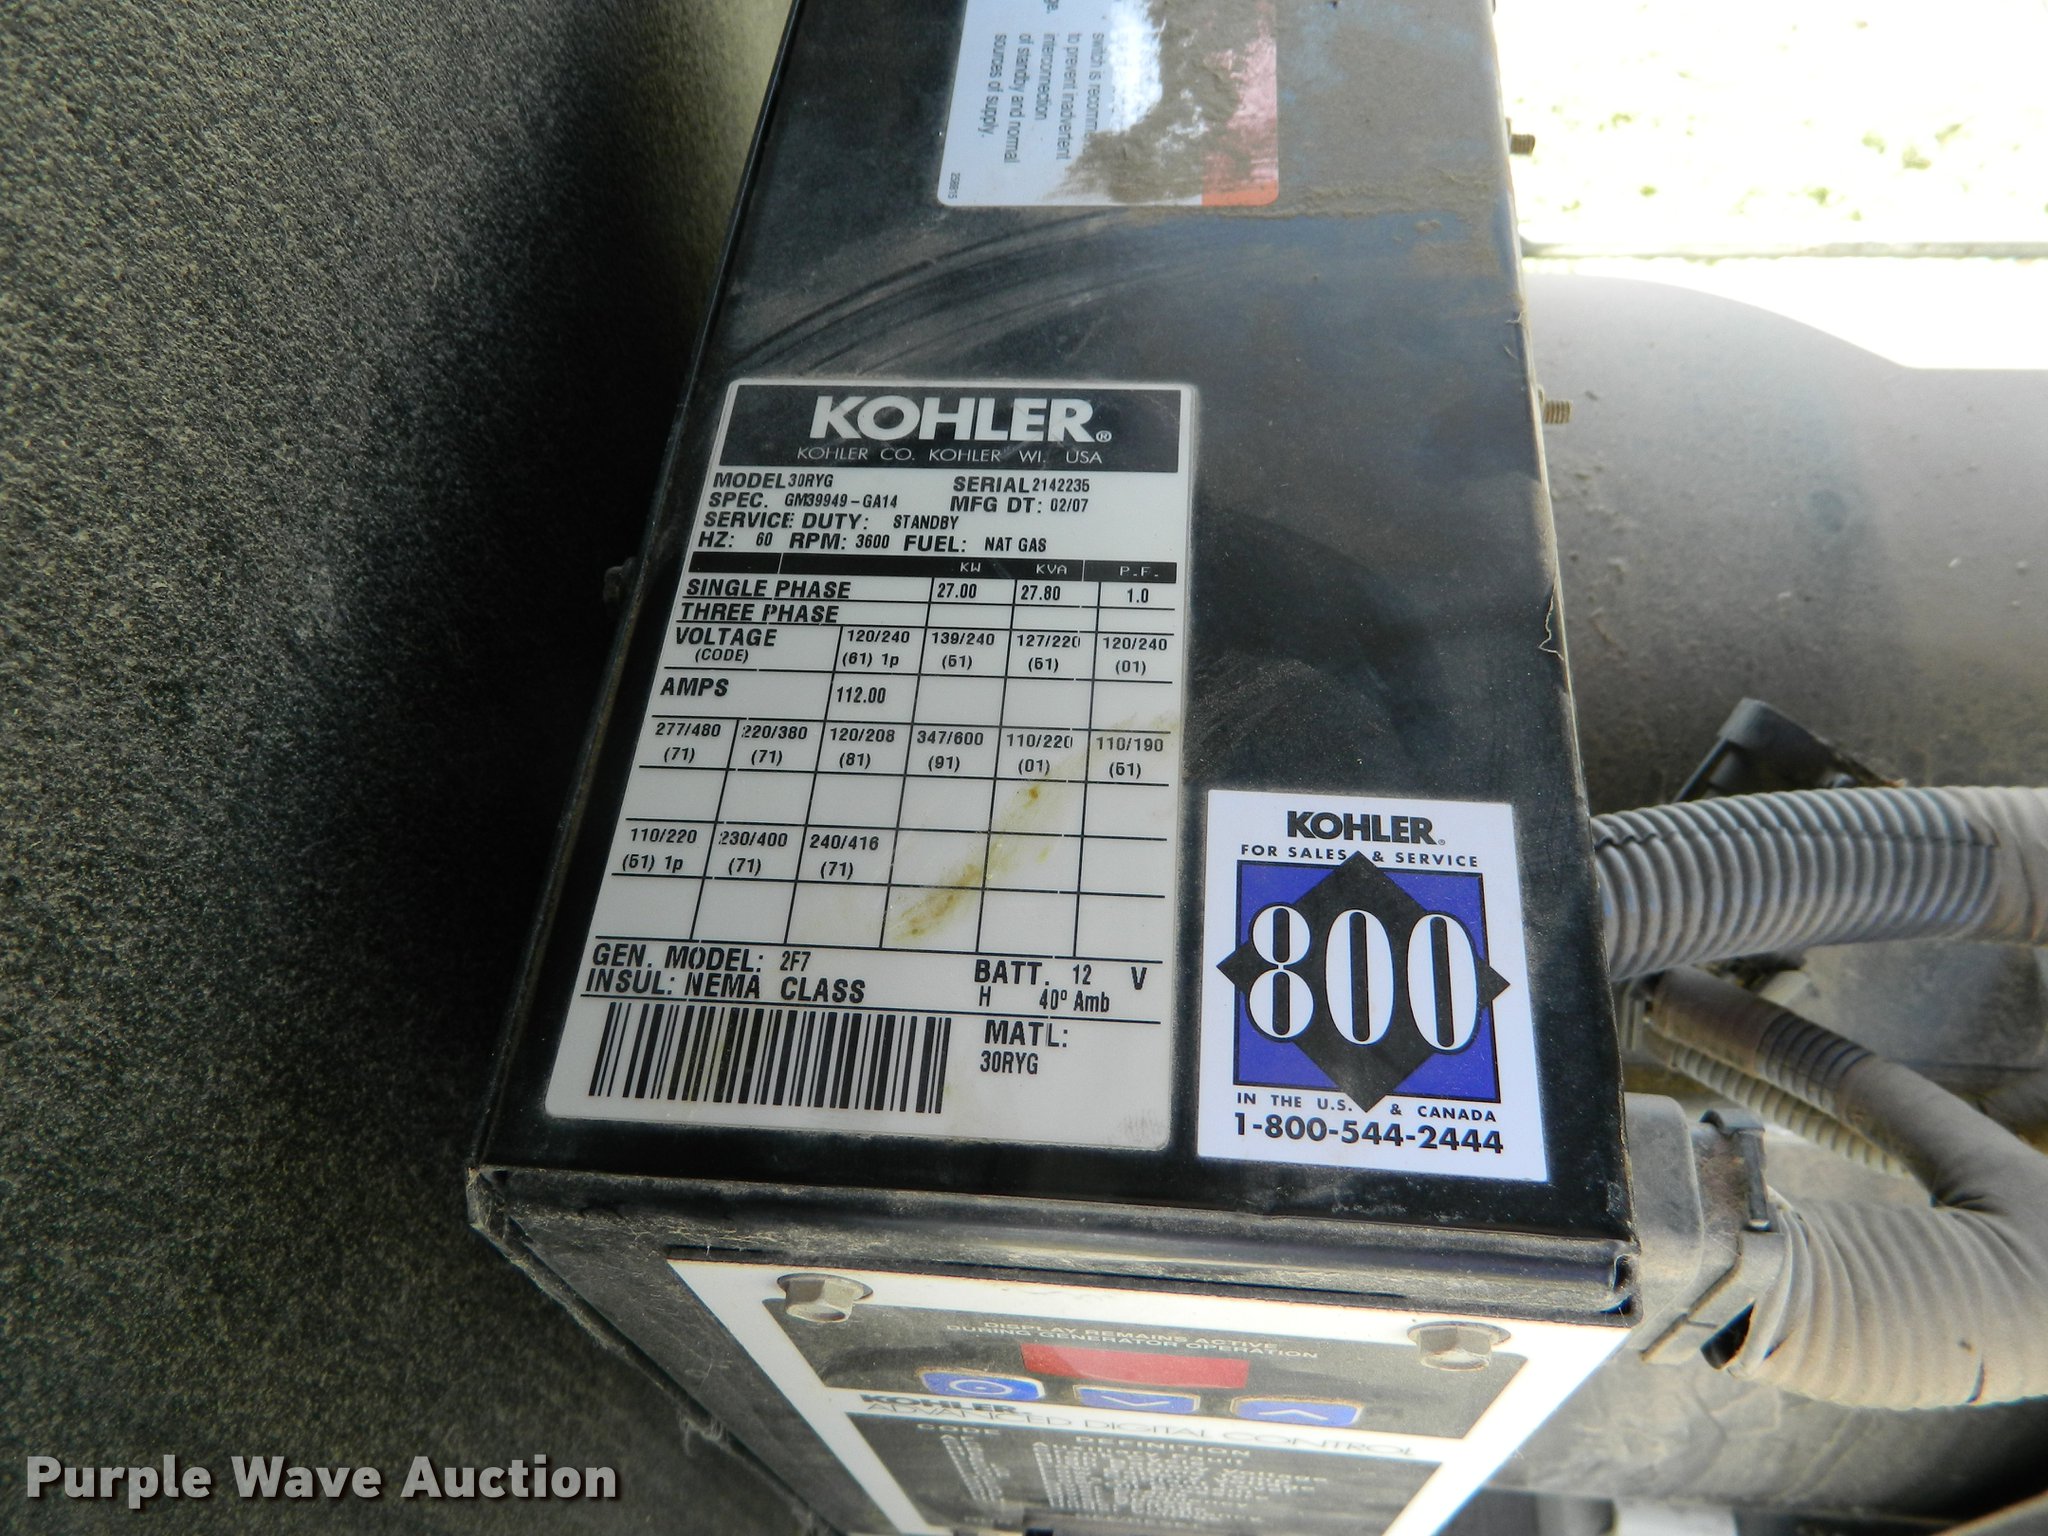 switch is recomm
to prevent inadvertent
interconnection
of standby and normal
sources of supply.
KOHLER®
KOHLER CO. KOHLER WI. USA
MODEL 30RYG SERIAL 2142235
SPEC. GM39949-GA14 MFG DT: 02/07
SERVICE DUTY: STANDBY
HZ: 60 RPM: 3600 FUEL: NAT GAS
KW KVA P.F.
SINGLE PHASE 27.00 27.80 1.0
THREE PHASE
VOLTAGE 120/240 139/240 127/220 120/240
(CODE) (61) 1p (51) (51) (01)
AMPS 112.00
277/480 220/380 120/208 347/600 110/220 110/190
(71) (71) (81) (91) (01) (51)
110/220 230/400 240/416
(51) 1p (71) (71)
GEN. MODEL: 2F7 BATT. 12 V
INSUL: NEMA CLASS H 40° Amb
MATL:
30RYG
KOHLER®
FOR SALES & SERVICE
800
IN THE U.S. & CANADA
1-800-544-2444
DISPLAY REMAINS ACTIVE
DURING GENERATOR OPERATION
KOHLER
ADVANCED DIGITAL CONTROL
CODE DEFINITION
Purple Wave Auction